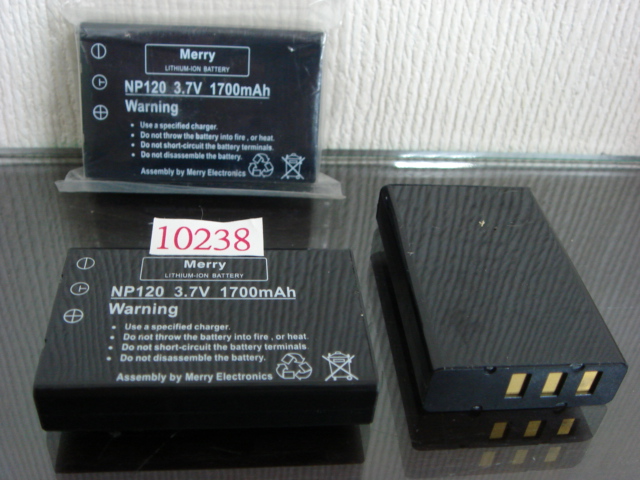 Merry
LITHIUM-ION BATTERY
NP120 3.7V 1700mAh
Warning
• Use a specified charger.
• Do not throw the battery into fire , or heat.
• Do not short-circuit the battery terminals.
• Do not disassemble the battery.
Assembly by Merry Electronics
10238
Merry
LITHIUM-ION BATTERY
NP120 3.7V 1700mAh
Warning
• Use a specified charger.
• Do not throw the battery into fire , or heat.
• Do not short-circuit the battery terminals.
• Do not disassemble the battery.
Assembly by Merry Electronics